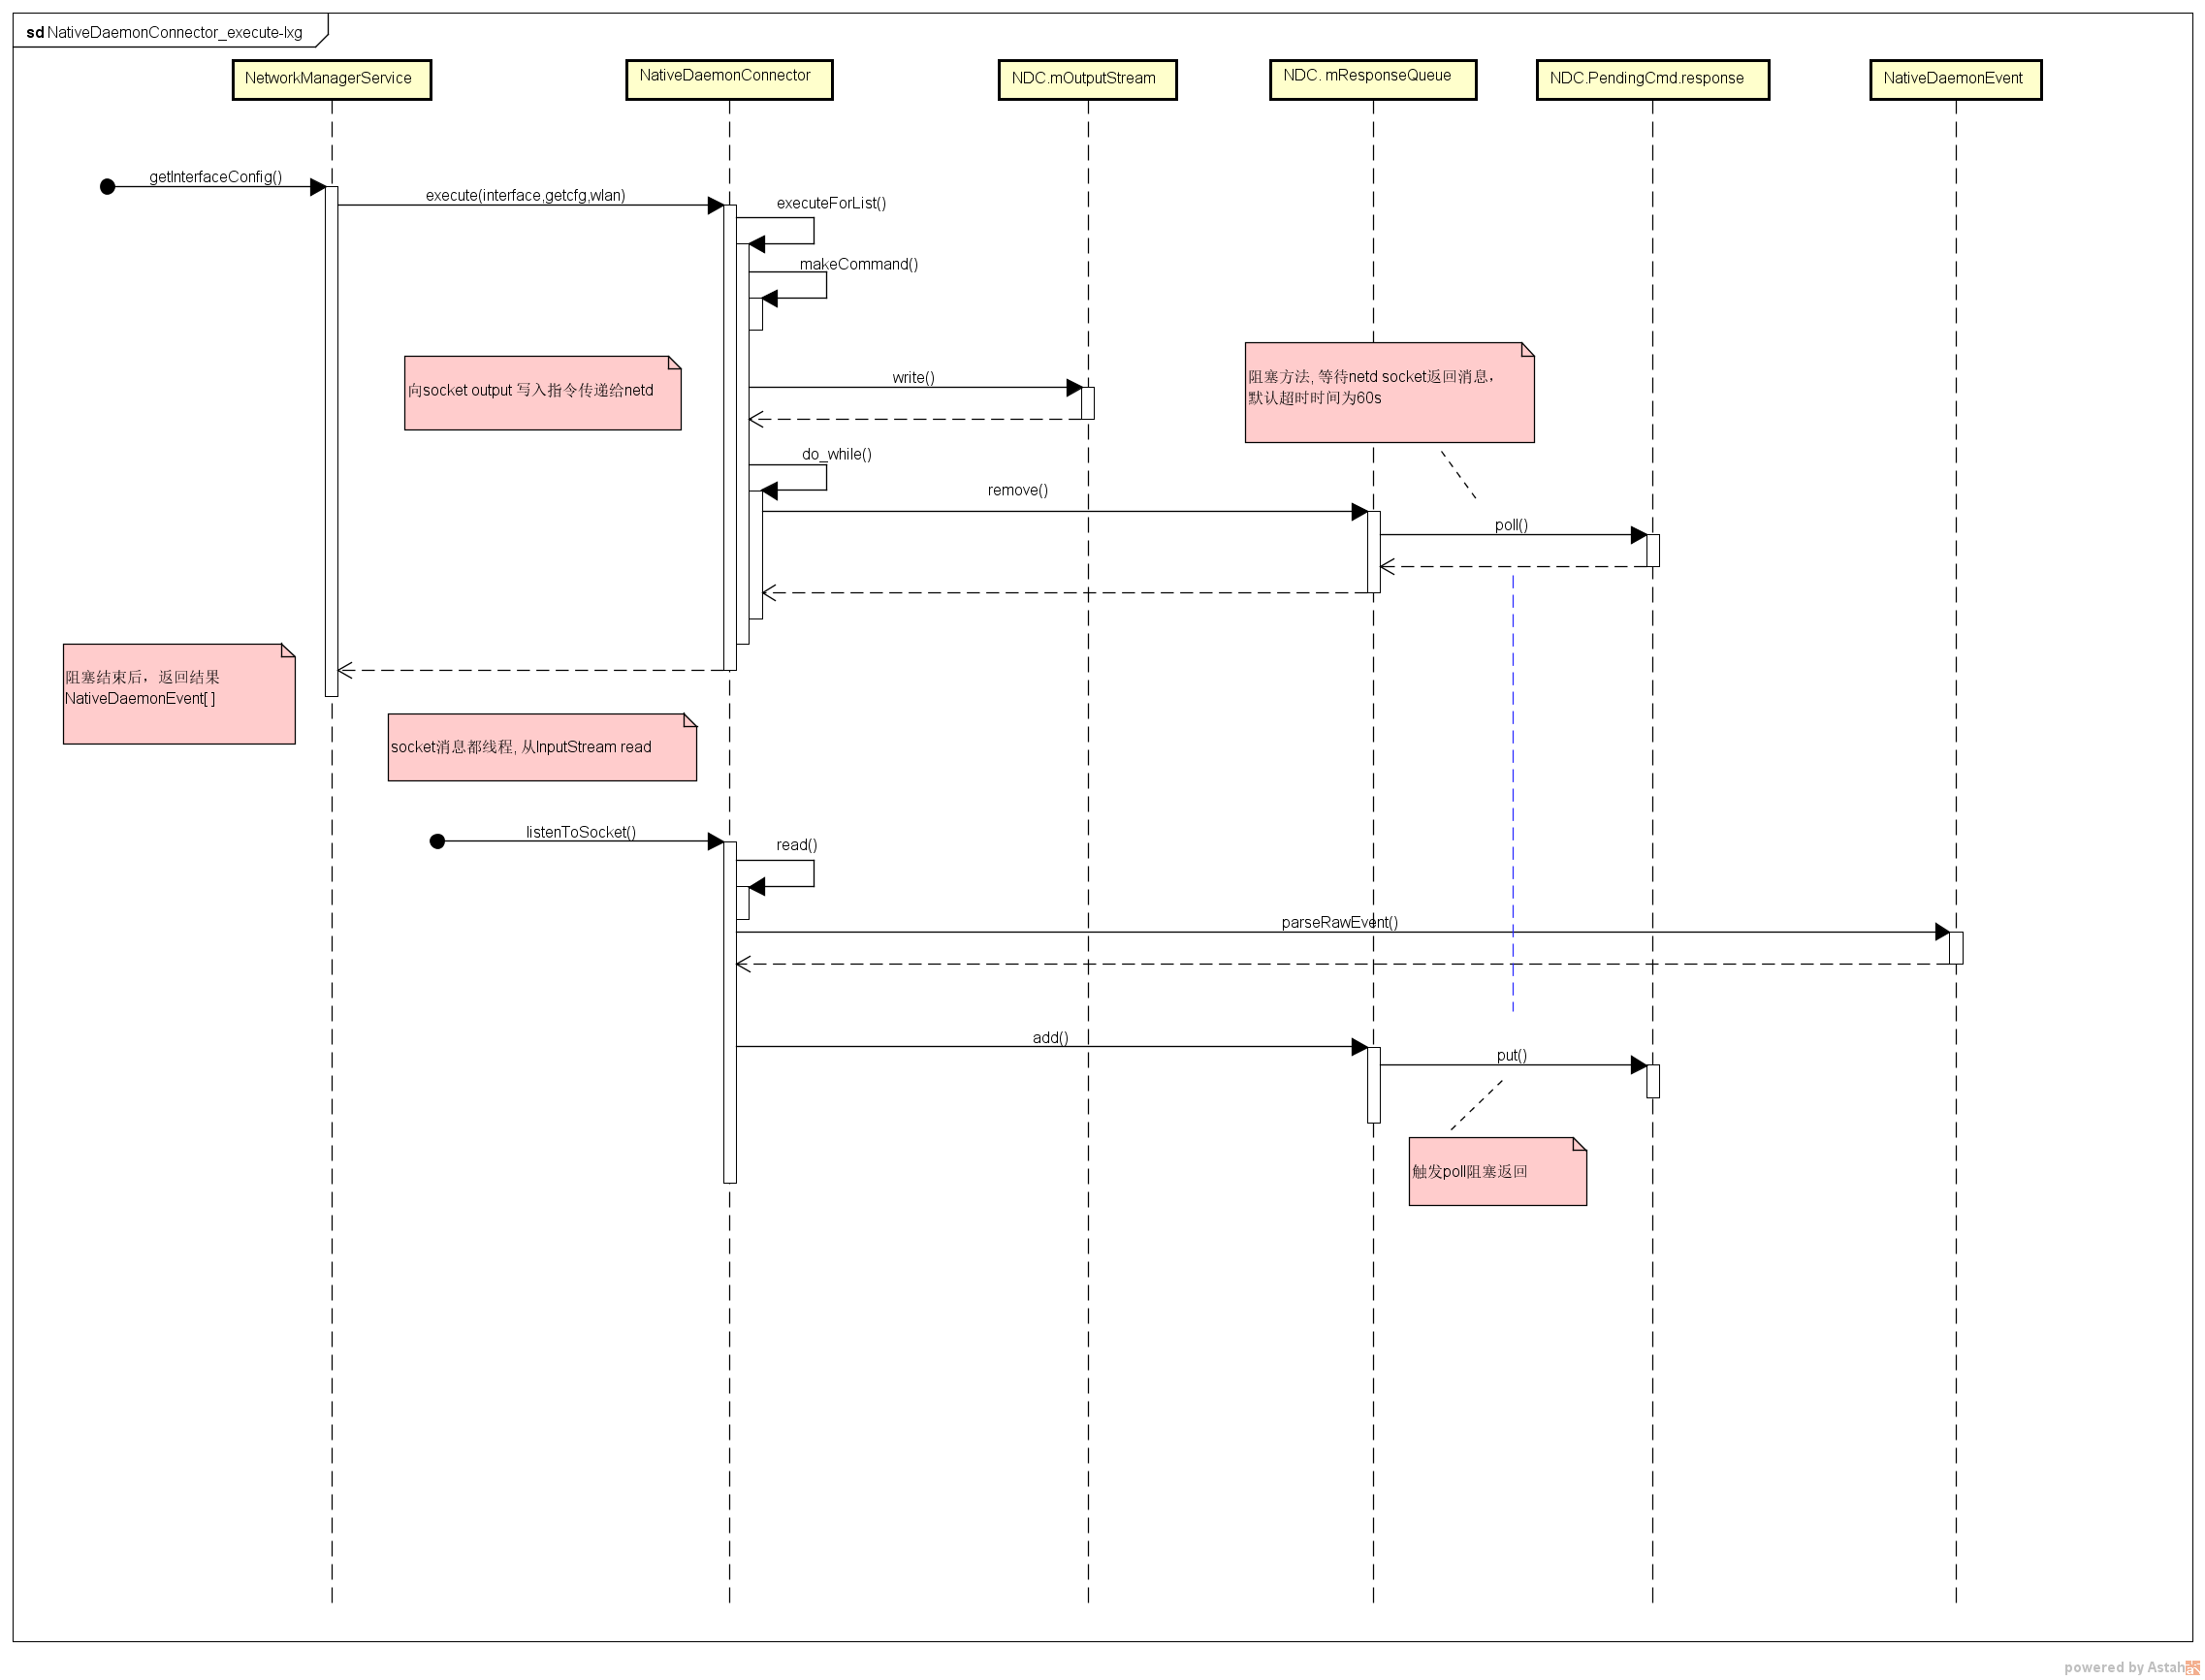 sd NativeDaemonConnector_execute-lxg
NetworkManagerService
NativeDaemonConnector
NDC.mOutputStream
NDC. mResponseQueue
NDC.PendingCmd.response
NativeDaemonEvent
getInterfaceConfig()
execute(interface,getcfg,wlan)
executeForList()
makeCommand()
向socket output 写入指令传递给netd
write()
阻塞方法, 等待netd socket返回消息，
默认超时时间为60s
do_while()
remove()
poll()
阻塞结束后，返回结果
NativeDaemonEvent[ ]
socket消息都线程, 从InputStream read
listenToSocket()
read()
parseRawEvent()
add()
put()
触发poll阻塞返回
powered by Astah